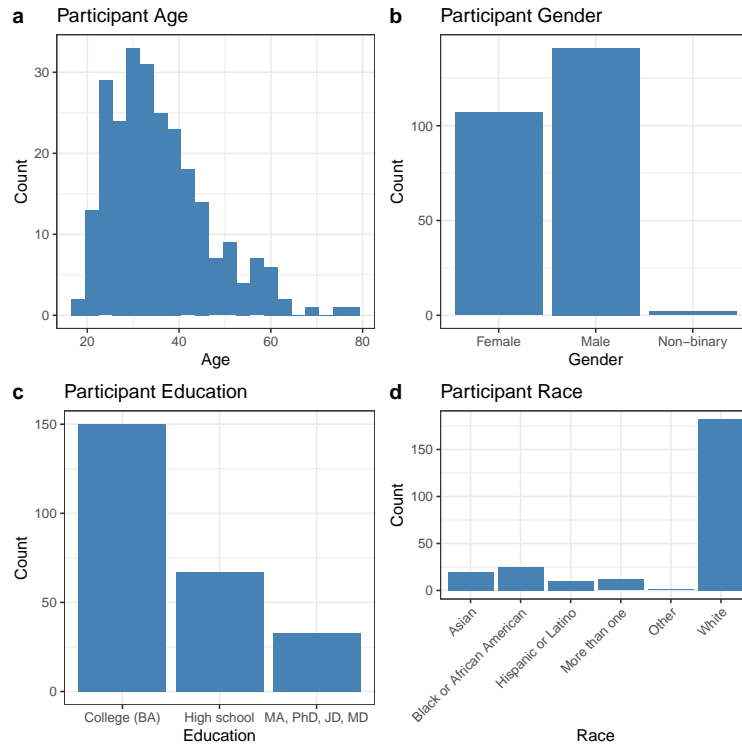 a Participant Age
30
20
10
0
Count
20 40 60 80
Age
b Participant Gender
100
50
0
Count
Female Male Non−binary
Gender
c Participant Education
150
100
50
0
Count
College (BA) High school MA, PhD, JD, MD
Education
d Participant Race
150
100
50
25
0
Count
Asian
Black or African American
Hispanic or Latino
More than one
Other
White
Race